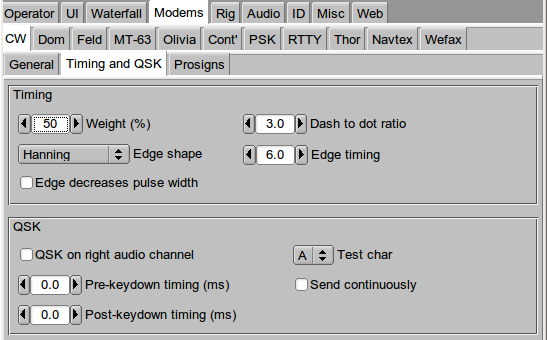 Operator UI Waterfall Modems Rig Audio ID Misc Web
CW Dom Feld MT-63 Olivia Cont' PSK RTTY Thor Navtex Wefax
General Timing and QSK Prosigns
Timing
50 Weight (%) 3.0 Dash to dot ratio
Hanning Edge shape 6.0 Edge timing
Edge decreases pulse width
QSK
QSK on right audio channel A Test char
0.0 Pre-keydown timing (ms) Send continuously
0.0 Post-keydown timing (ms)